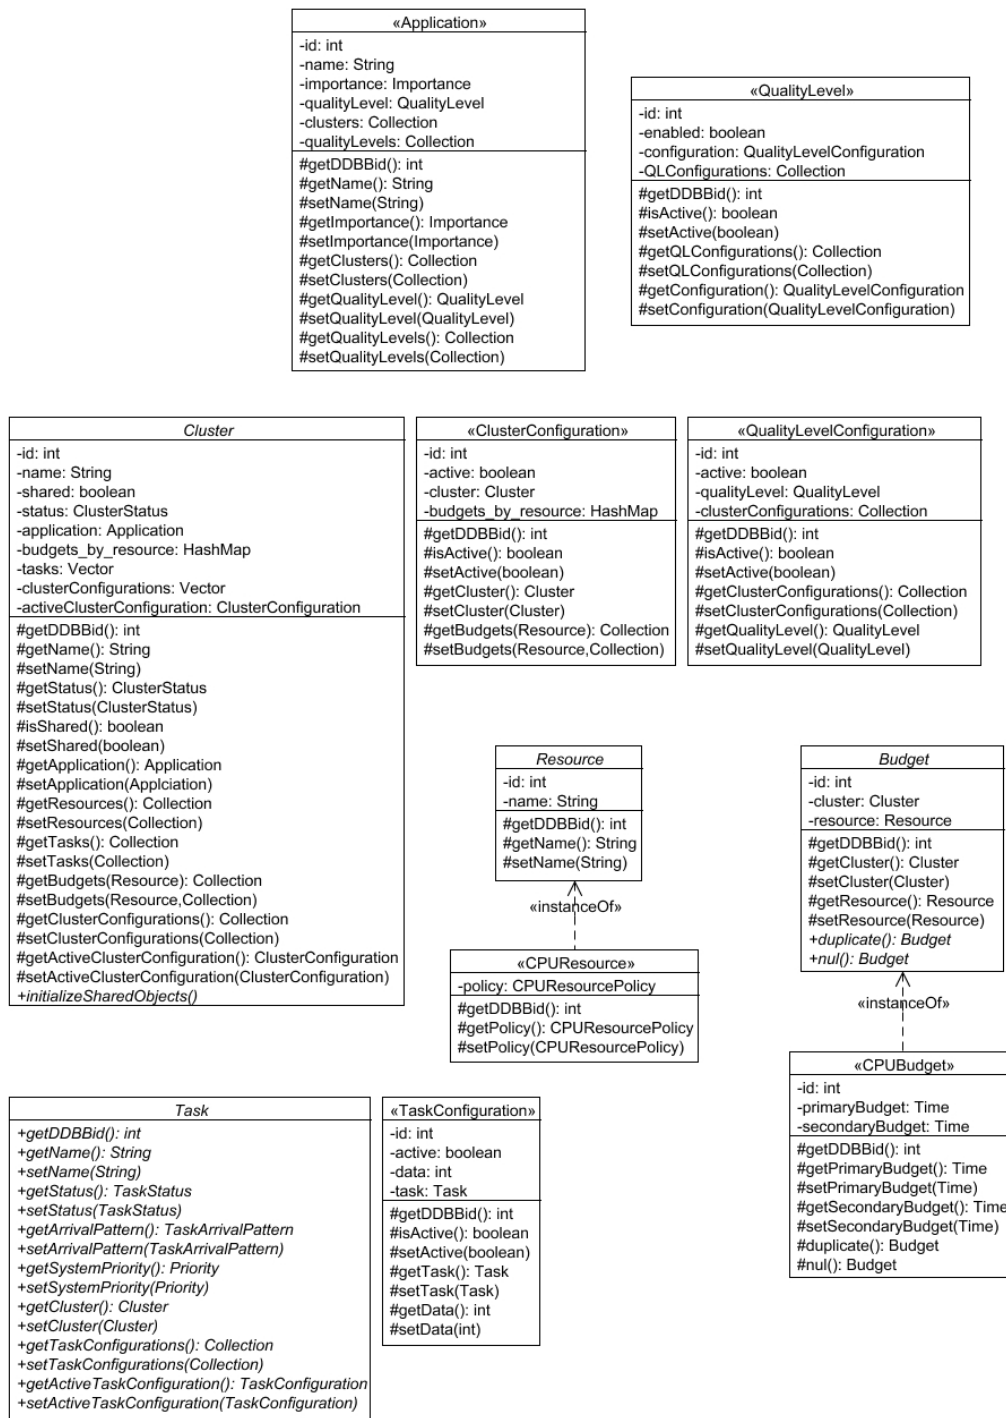 «Application»
-id: int
-name: String
-importance: Importance
-qualityLevel: QualityLevel
-clusters: Collection
-qualityLevels: Collection
#getDDBBid(): int
#getName(): String
#setName(String)
#getImportance(): Importance
#setImportance(Importance)
#getClusters(): Collection
#setClusters(Collection)
#getQualityLevel(): QualityLevel
#setQualityLevel(QualityLevel)
#getQualityLevels(): Collection
#setQualityLevels(Collection)
«QualityLevel»
-id: int
-enabled: boolean
-configuration: QualityLevelConfiguration
-QLConfigurations: Collection
#getDDBBid(): int
#isActive(): boolean
#setActive(boolean)
#getQLConfigurations(): Collection
#setQLConfigurations(Collection)
#getConfiguration(): QualityLevelConfiguration
#setConfiguration(QualityLevelConfiguration)
Cluster
-id: int
-name: String
-shared: boolean
-status: ClusterStatus
-application: Application
-budgets_by_resource: HashMap
-tasks: Vector
-clusterConfigurations: Vector
-activeClusterConfiguration: ClusterConfiguration
#getDDBBid(): int
#getName(): String
#setName(String)
#getStatus(): ClusterStatus
#setStatus(ClusterStatus)
#isShared(): boolean
#setShared(boolean)
#getApplication(): Application
#setApplication(Applciation)
#getResources(): Collection
#setResources(Collection)
#getTasks(): Collection
#setTasks(Collection)
#getBudgets(Resource): Collection
#setBudgets(Resource,Collection)
#getClusterConfigurations(): Collection
#setClusterConfigurations(Collection)
#getActiveClusterConfiguration(): ClusterConfiguration
#setActiveClusterConfiguration(ClusterConfiguration)
+initializeSharedObjects()
«ClusterConfiguration»
-id: int
-active: boolean
-cluster: Cluster
-budgets_by_resource: HashMap
#getDDBBid(): int
#isActive(): boolean
#setActive(boolean)
#getCluster(): Cluster
#setCluster(Cluster)
#getBudgets(Resource): Collection
#setBudgets(Resource,Collection)
«QualityLevelConfiguration»
-id: int
-active: boolean
-qualityLevel: QualityLevel
-clusterConfigurations: Collection
#getDDBBid(): int
#isActive(): boolean
#setActive(boolean)
#getClusterConfigurations(): Collection
#setClusterConfigurations(Collection)
#getQualityLevel(): QualityLevel
#setQualityLevel(QualityLevel)
Resource
-id: int
-name: String
#getDDBBid(): int
#getName(): String
#setName(String)
«instanceOf»
«CPUResource»
-policy: CPUResourcePolicy
#getDDBBid(): int
#getPolicy(): CPUResourcePolicy
#setPolicy(CPUResourcePolicy)
Budget
-id: int
-cluster: Cluster
-resource: Resource
#getDDBBid(): int
#getCluster(): Cluster
#setCluster(Cluster)
#getResource(): Resource
#setResource(Resource)
+duplicate(): Budget
+nul(): Budget
«instanceOf»
«CPUBudget»
-id: int
-primaryBudget: Time
-secondaryBudget: Time
#getDDBBid(): int
#getPrimaryBudget(): Time
#setPrimaryBudget(Time)
#getSecondaryBudget(): Time
#setSecondaryBudget(Time)
#duplicate(): Budget
#nul(): Budget
Task
+getDDBBid(): int
+getName(): String
+setName(String)
+getStatus(): TaskStatus
+setStatus(TaskStatus)
+getArrivalPattern(): TaskArrivalPattern
+setArrivalPattern(TaskArrivalPattern)
+getSystemPriority(): Priority
+setSystemPriority(Priority)
+getCluster(): Cluster
+setCluster(Cluster)
+getTaskConfigurations(): Collection
+setTaskConfigurations(Collection)
+getActiveTaskConfiguration(): TaskConfiguration
+setActiveTaskConfiguration(TaskConfiguration)
«TaskConfiguration»
-id: int
-active: boolean
-data: int
-task: Task
#getDDBBid(): int
#isActive(): boolean
#setActive(boolean)
#getTask(): Task
#setTask(Task)
#getData(): int
#setData(int)